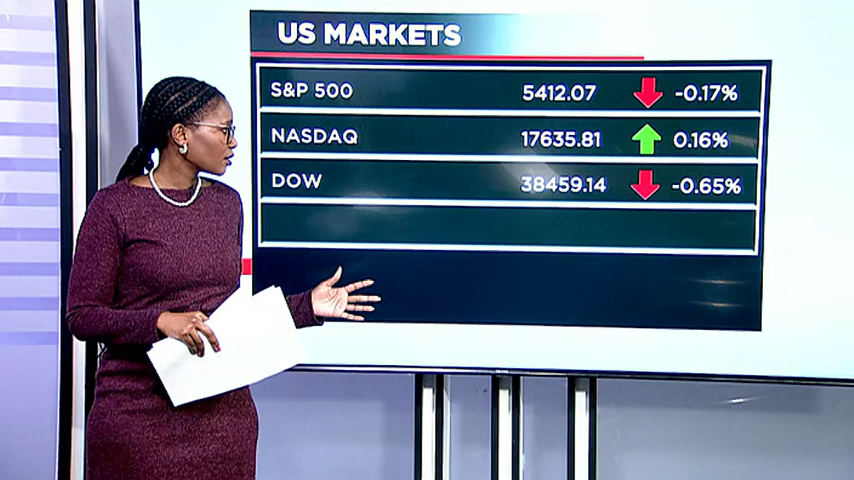 US MARKETS
S&P 500 5412.07 -0.17%
NASDAQ 17635.81 0.16%
DOW 38459.14 -0.65%